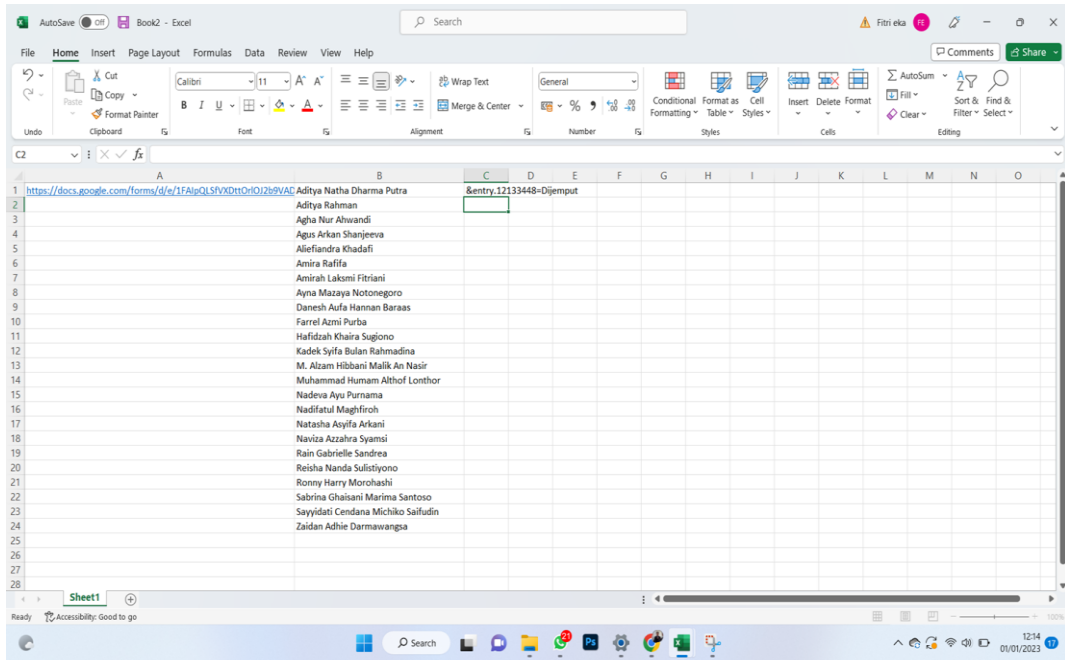 AutoSave Off Book2 - Excel Search Fitri eka FE
File Home Insert Page Layout Formulas Data Review View Help Comments Share
Cut Calibri 11 A^ A˅ Wrap Text General AutoSum
Paste Copy B I U A Merge & Center % Conditional Formatting Format as Table Cell Styles Insert Delete Format Fill Sort & Filter Find & Select
Format Painter Clear
Undo Clipboard Font Alignment Number Styles Cells Editing
C2 fx
A B C D E F G H I J K L M N O
1 https://docs.google.com/forms/d/e/1FAIpQLSfVXDttOrlOJ2b9VAD Aditya Natha Dharma Putra &entry.12133448=Dijemput
2 Aditya Rahman
3 Agha Nur Ahwandi
4 Agus Arkan Shanjeeva
5 Aliefiandra Khadafi
6 Amira Rafifa
7 Amirah Laksmi Fitriani
8 Ayna Mazaya Notonegoro
9 Danesh Aufa Hannan Baraas
10 Farrel Azmi Purba
11 Hafidzah Khaira Sugiono
12 Kadek Syifa Bulan Rahmadina
13 M. Alzam Hibbani Malik An Nasir
14 Muhammad Humam Althof Lonthor
15 Nadeva Ayu Purnama
16 Nadifatul Maghfiroh
17 Natasha Asyifa Arkani
18 Naviza Azzahra Syamsi
19 Rain Gabrielle Sandrea
20 Reisha Nanda Sulistiyono
21 Ronny Harry Morohashi
22 Sabrina Ghaisani Marima Santoso
23 Sayyidati Cendana Michiko Saifudin
24 Zaidan Adhie Darmawangsa
25
26
27
28
Sheet1
Ready Accessibility: Good to go 100%
Search 21 Ps 12:14
01/01/2023 17